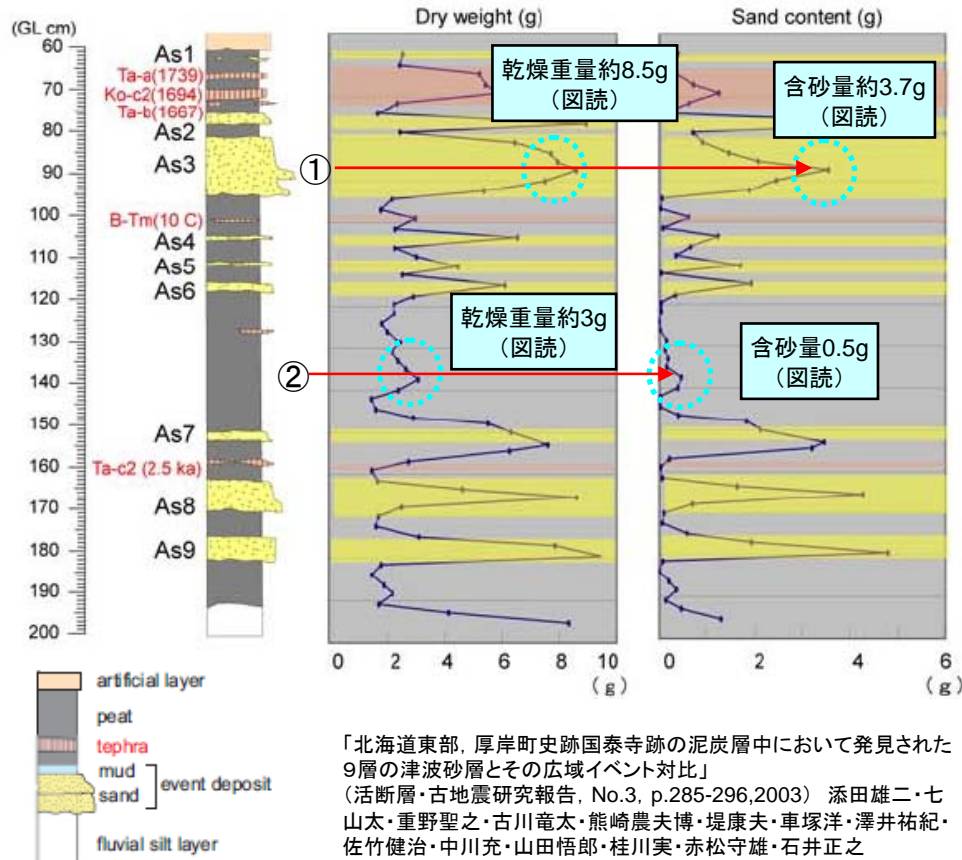 (GL cm)
Dry weight (g)
Sand content (g)
60
70
80
90
100
110
120
130
140
150
160
170
180
190
200
As1
Ta-a(1739)
Ko-c2(1694)
Ta-b(1667)
As2
As3
B-Tm(10 C)
As4
As5
As6
As7
Ta-c2 (2.5 ka)
As8
As9
①
乾燥重量約8.5g
(図読)
含砂量約3.7g
(図読)
②
乾燥重量約3g
(図読)
含砂量0.5g
(図読)
0 2 4 6 8 10
(g)
0 2 4 6
(g)
artificial layer
peat
tephra
mud
sand
event deposit
fluvial silt layer
「北海道東部, 厚岸町史跡国泰寺跡の泥炭層中において発見された
9層の津波砂層とその広域イベント対比」
(活断層・古地震研究報告, No.3, p.285-296,2003) 添田雄二・七
山太・重野聖之・古川竜太・熊崎農夫博・堤康夫・車塚洋・澤井祐紀・
佐竹健治・中川充・山田悟郎・桂川実・赤松守雄・石井正之